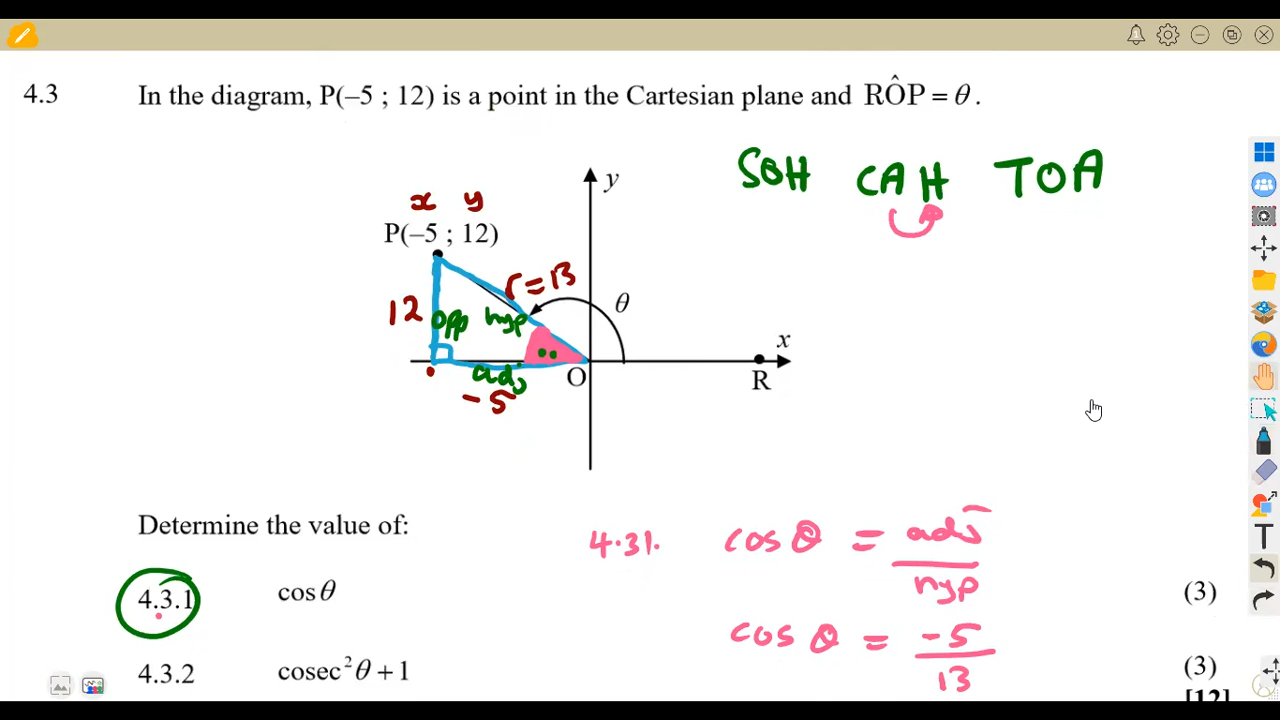 4.3 In the diagram, P(–5 ; 12) is a point in the Cartesian plane and RÔP = θ .
SOH CAH TOA
y
x y
P(–5 ; 12)
r = 13
θ
12 opp hyp
x
adj O R
-5
Determine the value of:
4.31. cos θ = adj / hyp
4.3.1 cos θ (3)
cos θ = -5 / 13
4.3.2 cosec²θ + 1 (3)
[12]
T